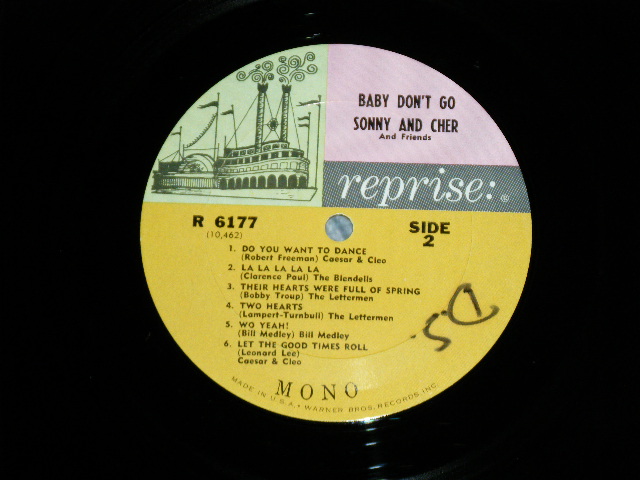 BABY DON'T GO
SONNY AND CHER
And Friends
reprise: ®
R 6177
(10,462)
SIDE
2
1. DO YOU WANT TO DANCE
(Robert Freeman) Caesar & Cleo
2. LA LA LA LA LA
(Clarence Paul) The Blendells
3. THEIR HEARTS WERE FULL OF SPRING
(Bobby Troup) The Lettermen
4. TWO HEARTS
(Lampert-Turnbull) The Lettermen
5. WO YEAH!
(Bill Medley) Bill Medley
6. LET THE GOOD TIMES ROLL
(Leonard Lee)
Caesar & Cleo
MONO
MADE IN U.S.A. • WARNER BROS. RECORDS, INC.